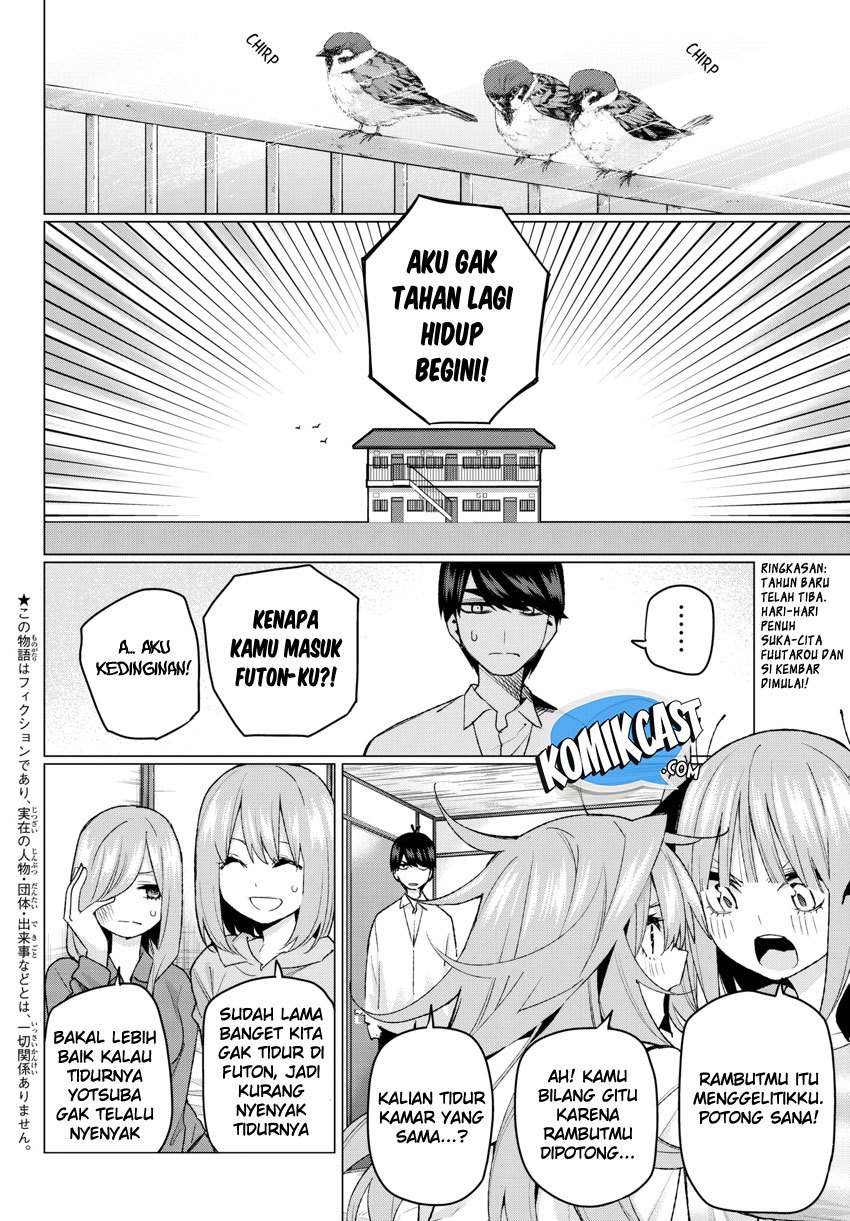 CHIRP
CHIRP
AKU GAK
TAHAN LAGI
HIDUP
BEGINI!
RINGKASAN:
TAHUN BARU
TELAH TIBA.
HARI-HARI
PENUH
SUKA-CITA
FUUTAROU DAN
SI KEMBAR
DIMULAI!
......
KENAPA
KAMU MASUK
FUTON-KU?!
A... AKU
KEDINGINAN!
KOMIKCAST
.COM
RAMBUTMU ITU
MENGGELITIKKU.
POTONG SANA!
AH! KAMU
BILANG GITU
KARENA
RAMBUTMU
DIPOTONG...
KALIAN TIDUR
KAMAR YANG
SAMA...?
SUDAH LAMA
BANGET KITA
GAK TIDUR DI
FUTON, JADI
KURANG
NYENYAK
TIDURNYA
BAKAL LEBIH
BAIK KALAU
TIDURNYA
YOTSUBA
GAK TELALU
NYENYAK
★この物語はフィクションであり、実在の人物・団体・出来事などとは、一切関係ありません。